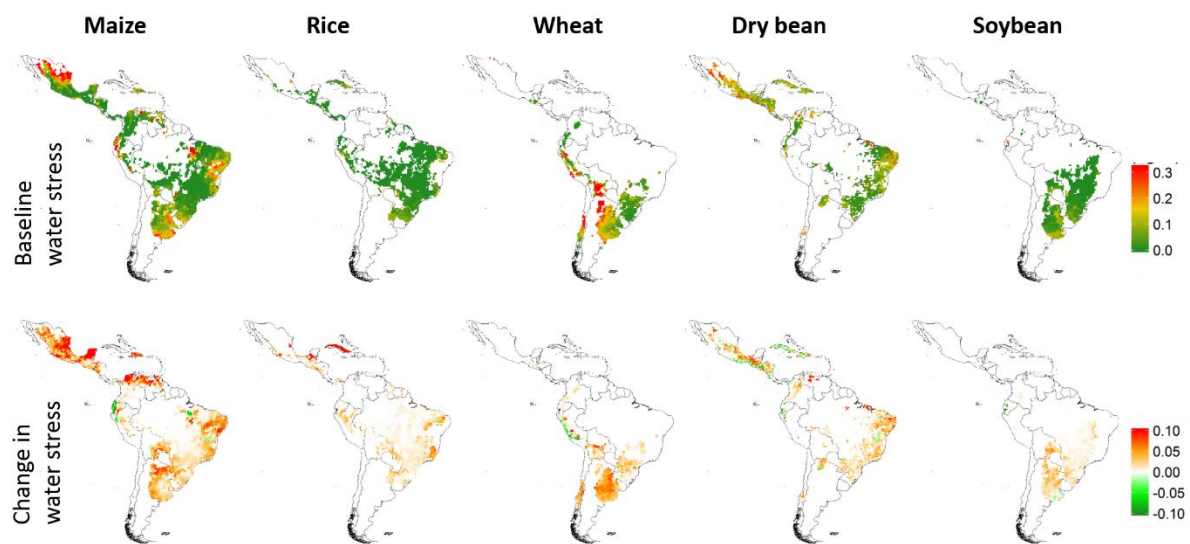 Maize
Rice
Wheat
Dry bean
Soybean
Baseline
water stress
0.3
0.2
0.1
0.0
Change in
water stress
0.10
0.05
0.00
-0.05
-0.10